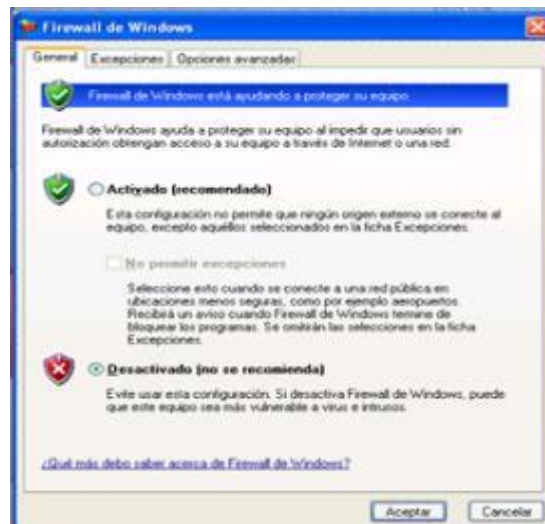 Firewall de Windows
General Excepciones Opciones avanzadas
Firewall de Windows está ayudando a proteger su equipo
Firewall de Windows ayuda a proteger su equipo al impedir que usuarios sin
autorización obtengan acceso a su equipo a través de Internet o una red.
Activado (recomendado)
Esta configuración no permite que ningún origen externo se conecte al
equipo, excepto aquéllos seleccionados en la ficha Excepciones.
No permitir excepciones
Seleccione esto cuando se conecte a una red pública en
ubicaciones menos seguras, como por ejemplo aeropuertos.
Recibirá un aviso cuando Firewall de Windows termine de
bloquear los programas. Se omitirán las selecciones en la ficha
Excepciones.
Desactivado (no se recomienda)
Evite usar esta configuración. Si desactiva Firewall de Windows, puede
que este equipo sea más vulnerable a virus e intrusos.
¿Qué más debo saber acerca de Firewall de Windows?
Aceptar Cancelar